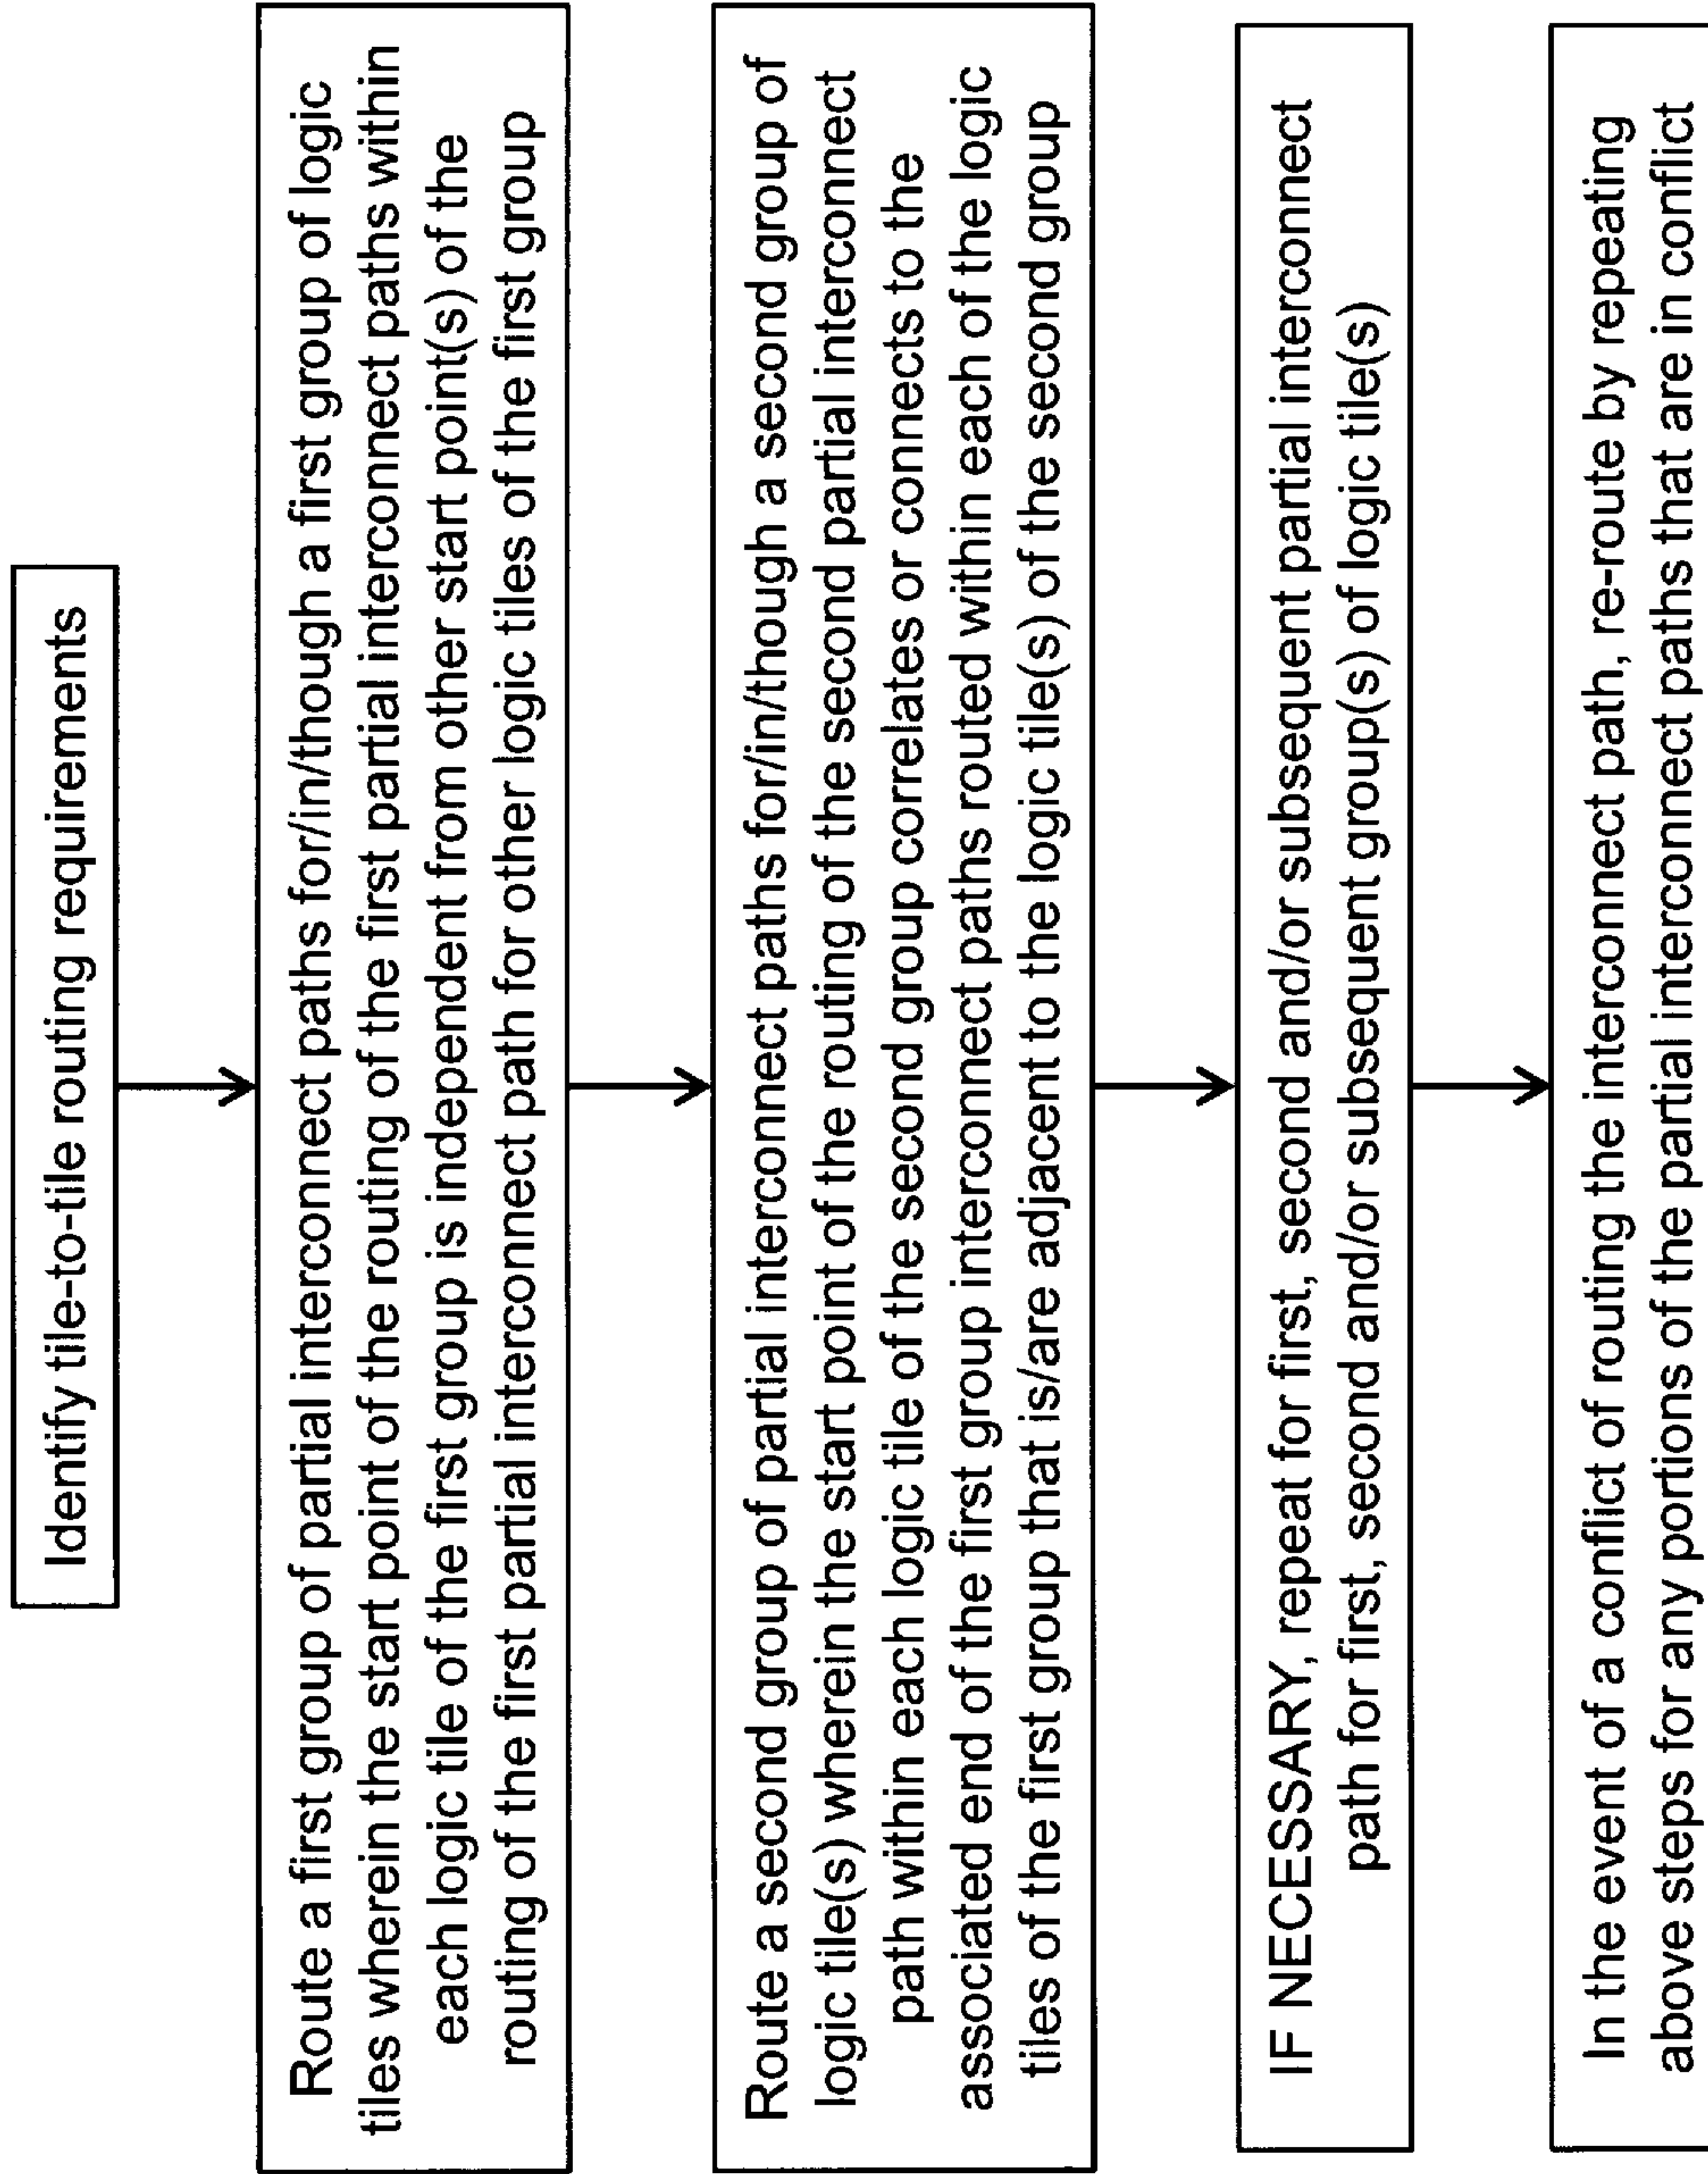 Identify tile-to-tile routing requirements
Route a first group of partial interconnect paths for/in/though a first group of logic
tiles wherein the start point of the routing of the first partial interconnect paths within
each logic tile of the first group is independent from other start point(s) of the
routing of the first partial interconnect path for other logic tiles of the first group
Route a second group of partial interconnect paths for/in/though a second group of
logic tile(s) wherein the start point of the routing of the second partial interconnect
path within each logic tile of the second group correlates or connects to the
associated end of the first group interconnect paths routed within each of the logic
tiles of the first group that is/are adjacent to the logic tile(s) of the second group
IF NECESSARY, repeat for first, second and/or subsequent partial interconnect
path for first, second and/or subsequent group(s) of logic tile(s)
In the event of a conflict of routing the interconnect path, re-route by repeating
above steps for any portions of the partial interconnect paths that are in conflict